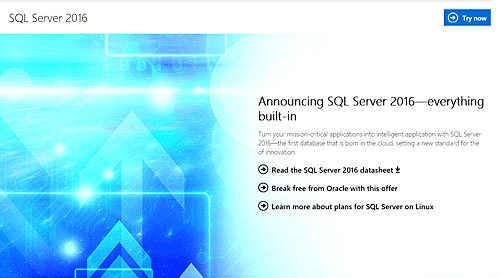 SQL Server 2016
Try now
Announcing SQL Server 2016—everything
built-in
Turn your mission-critical applications into intelligent application with SQL Server
2016—the first database that is born in the cloud, setting a new standard for the
of innovation.
Read the SQL Server 2016 datasheet
Break free from Oracle with this offer
Learn more about plans for SQL Server on Linux